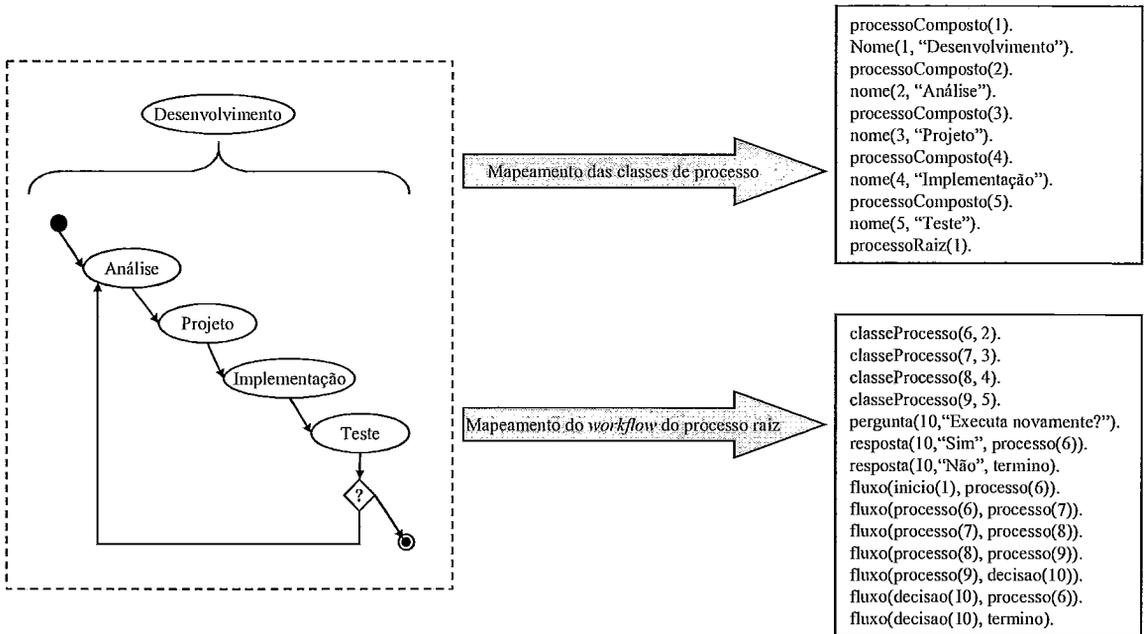 Desenvolvimento
Análise
Projeto
Implementação
Teste
?
Mapeamento das classes de processo
Mapeamento do workflow do processo raiz
processoComposto(1).
Nome(1, “Desenvolvimento”).
processoComposto(2).
nome(2, “Análise”).
processoComposto(3).
nome(3, “Projeto”).
processoComposto(4).
nome(4, “Implementação”).
processoComposto(5).
nome(5, “Teste”).
processoRaiz(1).
classeProcesso(6, 2).
classeProcesso(7, 3).
classeProcesso(8, 4).
classeProcesso(9, 5).
pergunta(10,“Executa novamente?”).
resposta(10,“Sim”, processo(6)).
resposta(10,“Não”, termino).
fluxo(inicio(1), processo(6)).
fluxo(processo(6), processo(7)).
fluxo(processo(7), processo(8)).
fluxo(processo(8), processo(9)).
fluxo(processo(9), decisao(10)).
fluxo(decisao(10), processo(6)).
fluxo(decisao(10), termino).